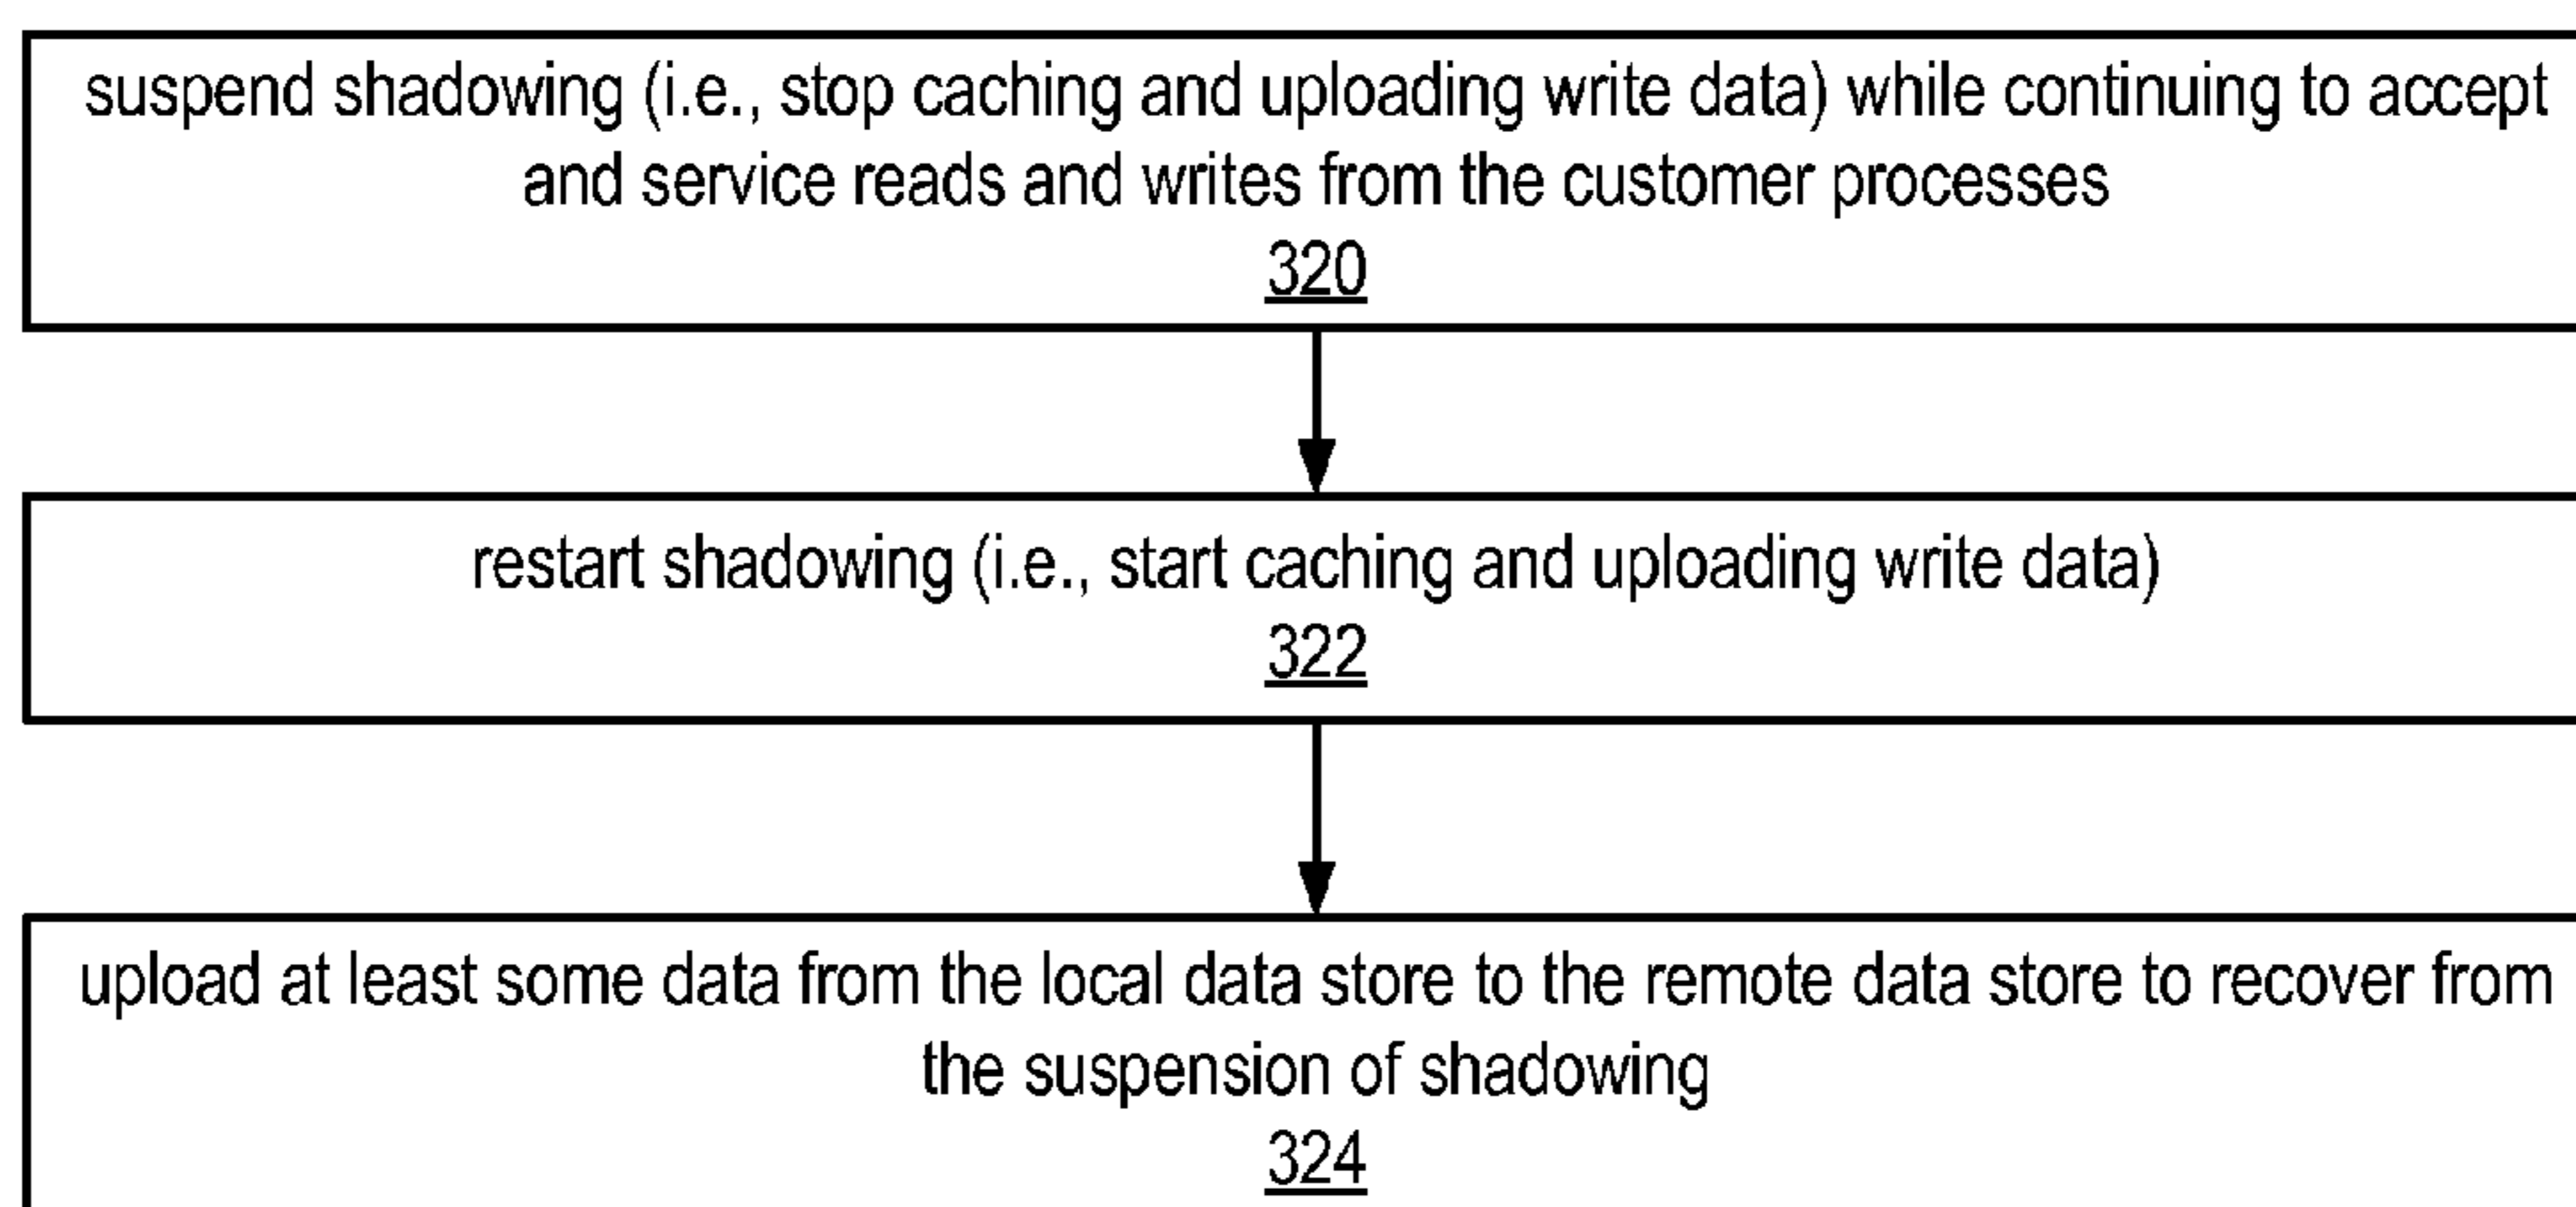 suspend shadowing (i.e., stop caching and uploading write data) while continuing to accept
and service reads and writes from the customer processes
320
restart shadowing (i.e., start caching and uploading write data)
322
upload at least some data from the local data store to the remote data store to recover from
the suspension of shadowing
324